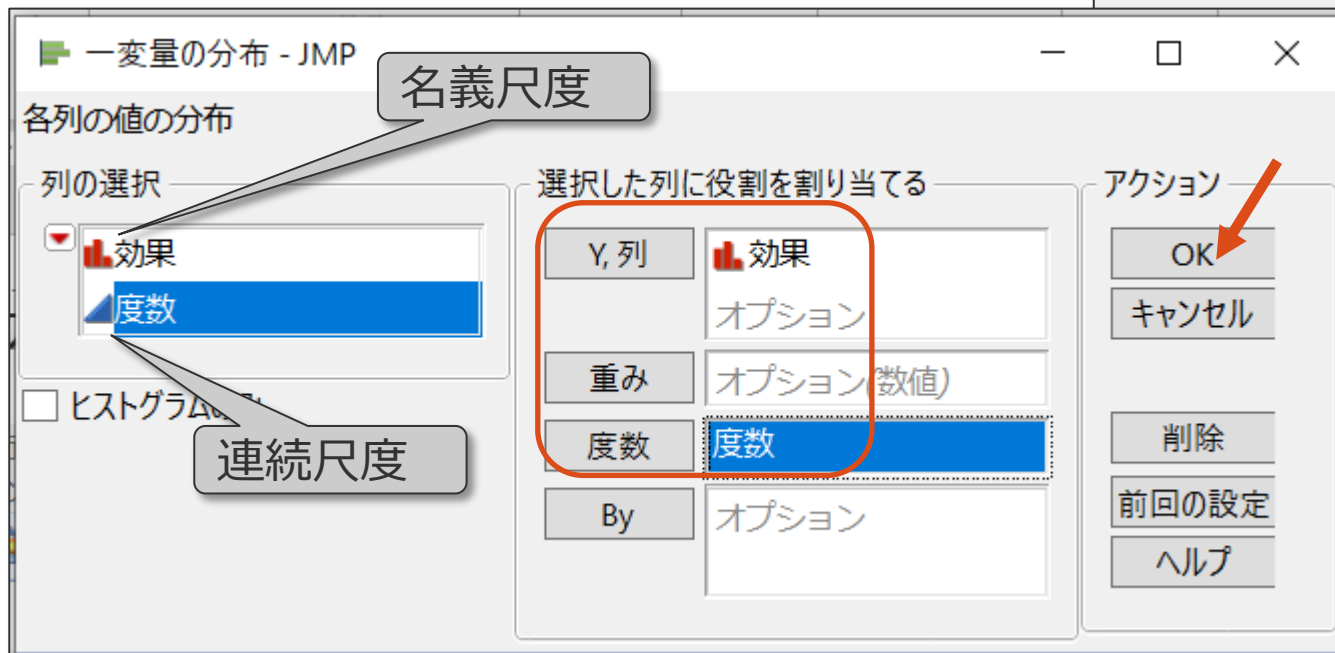 一変量の分布 - JMP
名義尺度
各列の値の分布
列の選択
効果
度数
ヒストグラムの
連続尺度
選択した列に役割を割り当てる
Y, 列
効果
オプション
重み
オプション(数値)
度数
度数
By
オプション
アクション
OK
キャンセル
削除
前回の設定
ヘルプ